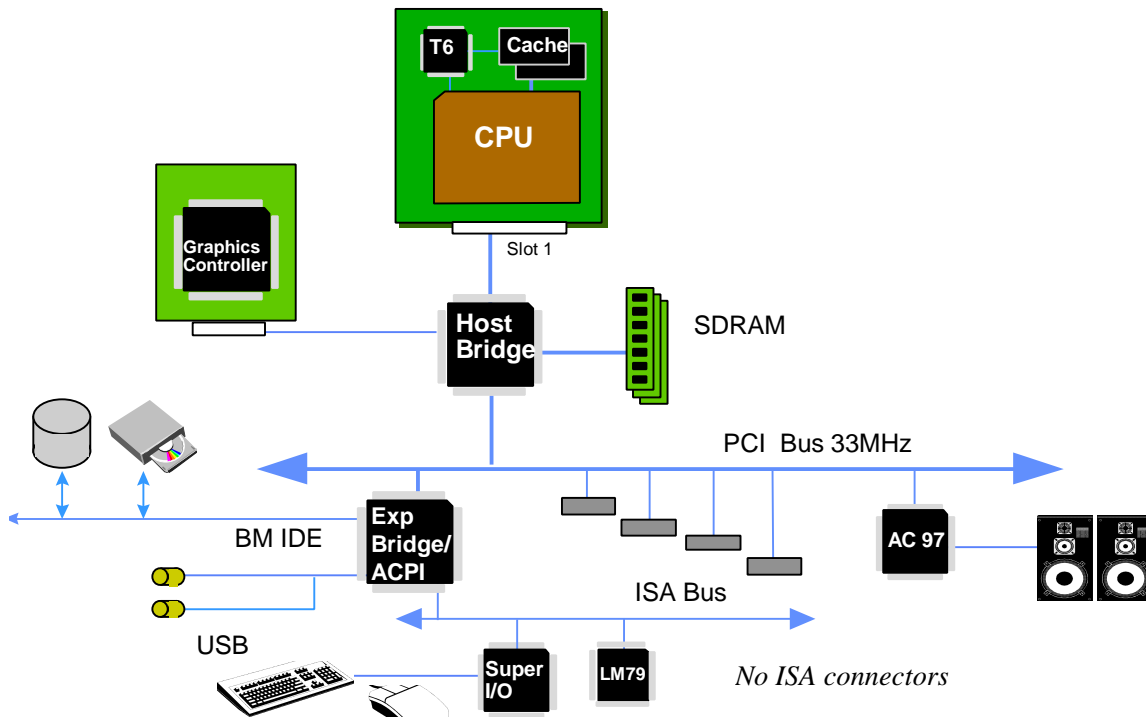 T6
Cache
CPU
Slot 1
Graphics
Controller
Host
Bridge
SDRAM
PCI Bus 33MHz
BM IDE
Exp
Bridge/
ACPI
AC 97
ISA Bus
USB
Super
I/O
LM79
No ISA connectors